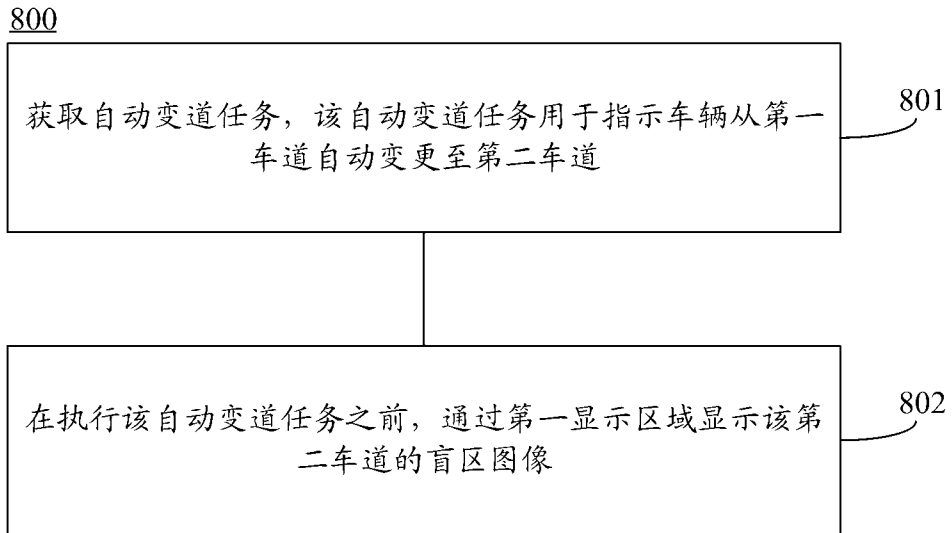 800
获取自动变道任务，该自动变道任务用于指示车辆从第一
车道自动变更至第二车道
801
在执行该自动变道任务之前，通过第一显示区域显示该第
二车道的盲区图像
802